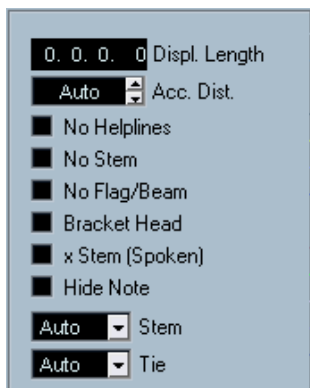 0. 0. 0. 0 Displ. Length
Auto Acc. Dist.
No Helplines
No Stem
No Flag/Beam
Bracket Head
x Stem (Spoken)
Hide Note
Auto Stem
Auto Tie